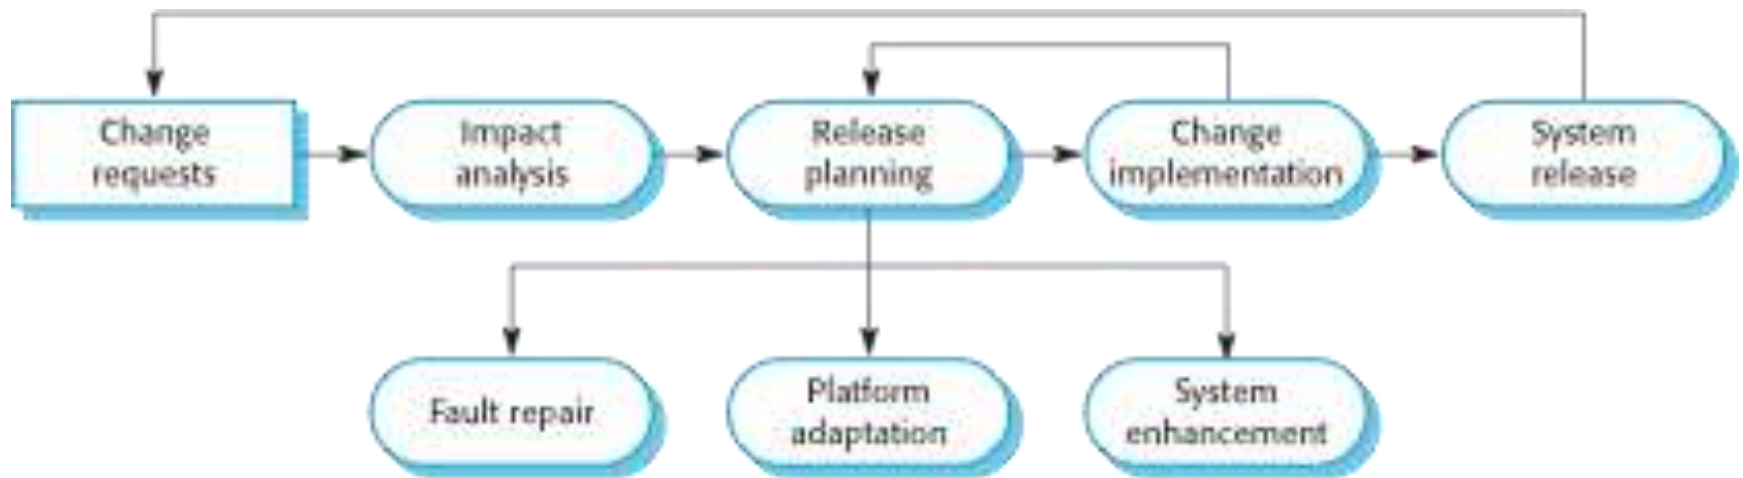 Change
requests
Impact
analysis
Release
planning
Change
implementation
System
release
Fault repair
Platform
adaptation
System
enhancement